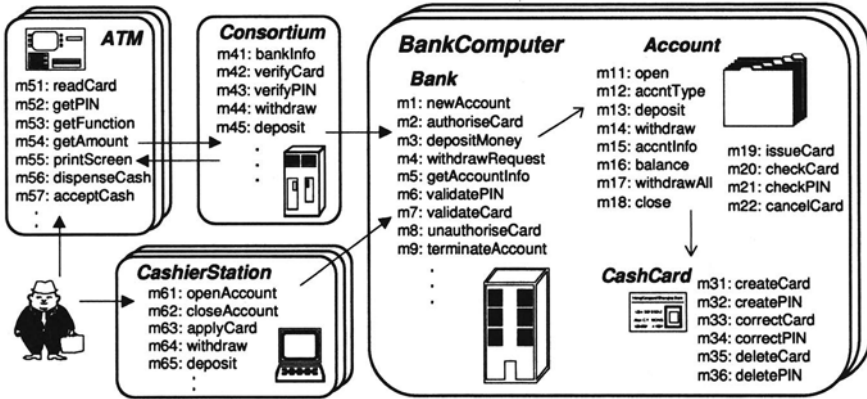 ATM
m51: readCard
m52: getPIN
m53: getFunction
m54: getAmount
m55: printScreen
m56: dispenseCash
m57: acceptCash
Consortium
m41: bankInfo
m42: verifyCard
m43: verifyPIN
m44: withdraw
m45: deposit
CashierStation
m61: openAccount
m62: closeAccount
m63: applyCard
m64: withdraw
m65: deposit
BankComputer
Bank
m1: newAccount
m2: authoriseCard
m3: depositMoney
m4: withdrawRequest
m5: getAccountInfo
m6: validatePIN
m7: validateCard
m8: unauthoriseCard
m9: terminateAccount
Account
m11: open
m12: accntType
m13: deposit
m14: withdraw
m15: accntInfo
m16: balance
m17: withdrawAll
m18: close
m19: issueCard
m20: checkCard
m21: checkPIN
m22: cancelCard
CashCard
m31: createCard
m32: createPIN
m33: correctCard
m34: correctPIN
m35: deleteCard
m36: deletePIN